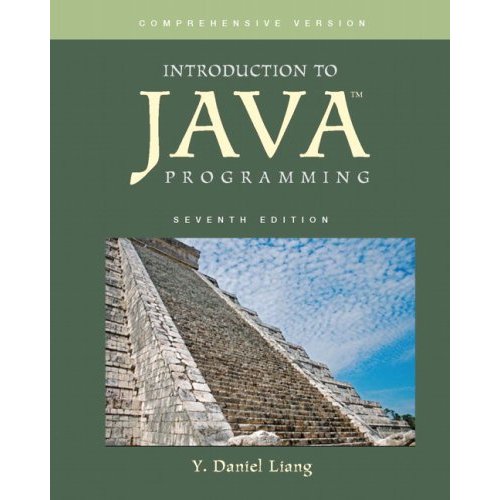 COMPREHENSIVE VERSION
INTRODUCTION TO
JAVA™
PROGRAMMING
SEVENTH EDITION
Y. Daniel Liang